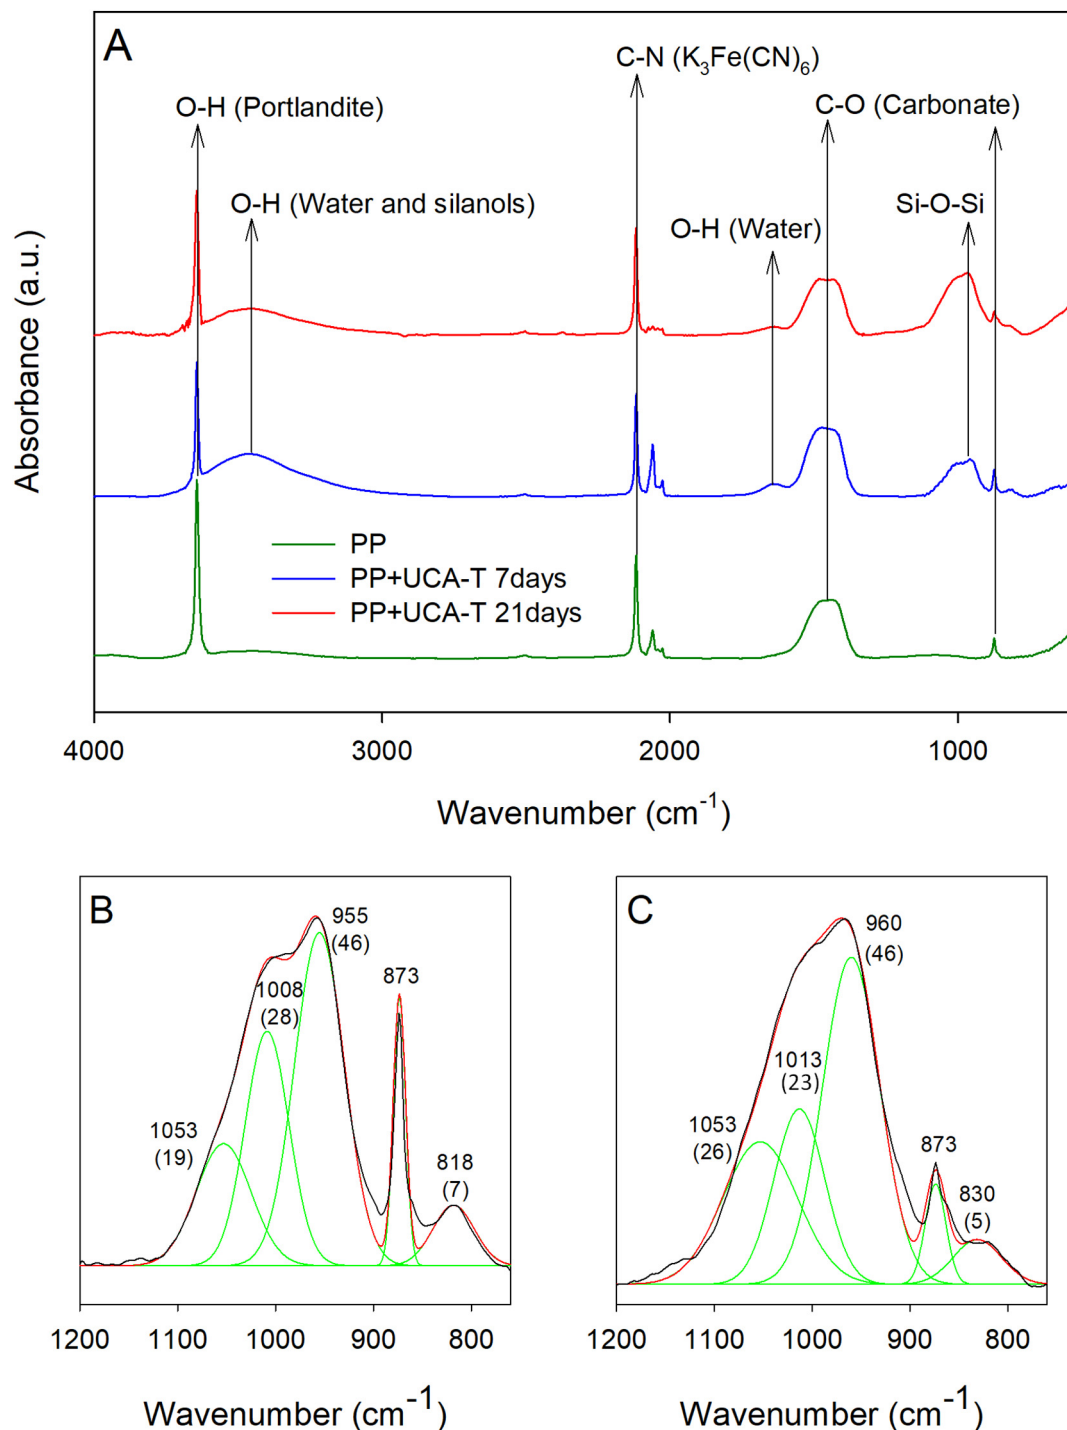 A
C-N (K₃Fe(CN)₆)
O-H (Portlandite)
C-O (Carbonate)
O-H (Water and silanols)
Si-O-Si
O-H (Water)
Absorbance (a.u.)
PP
PP+UCA-T 7days
PP+UCA-T 21days
4000 3000 2000 1000
Wavenumber (cm⁻¹)
B
955
(46)
873
1008
(28)
1053
(19)
818
(7)
1200 1100 1000 900 800
Wavenumber (cm⁻¹)
C
960
(46)
1013
(23)
1053
(26)
873
830
(5)
1200 1100 1000 900 800
Wavenumber (cm⁻¹)